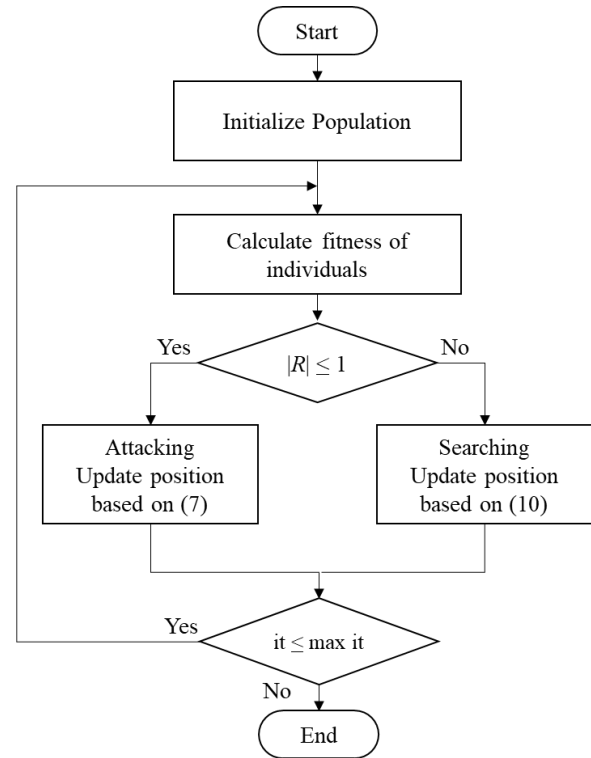 Start
Initialize Population
Calculate fitness of
individuals
Yes
|R| ≤ 1
No
Attacking
Update position
based on (7)
Searching
Update position
based on (10)
Yes
it ≤ max it
No
End